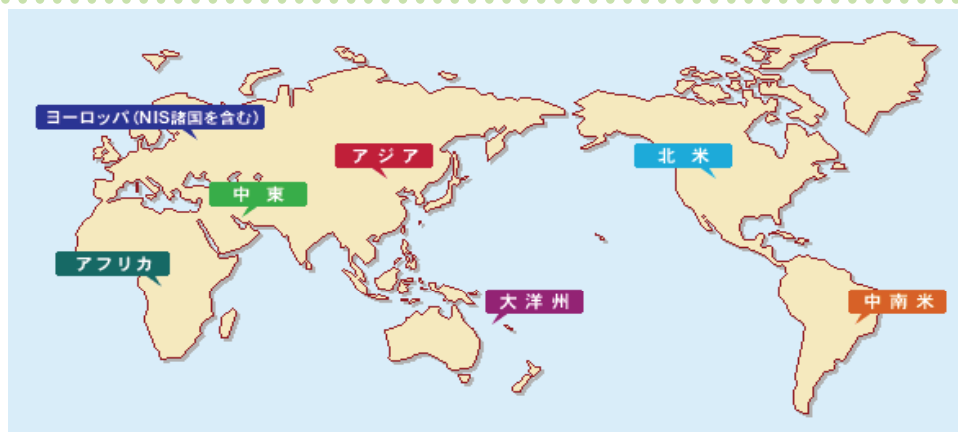 ヨーロッパ(NIS諸国を含む)
アジア
北米
中東
アフリカ
大洋州
中南米